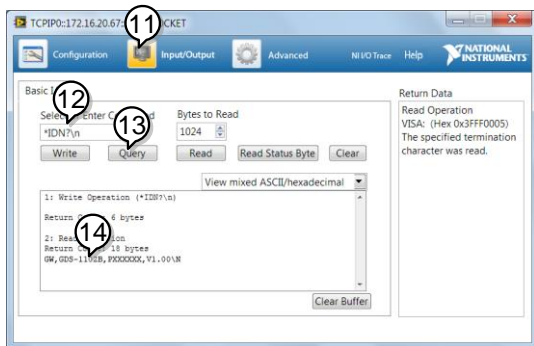 TCPIP0::172.16.20.67: CKET
11
Configuration
Input/Output
Advanced
NI I/O Trace
Help
NATIONAL
INSTRUMENTS
Basic I
12
Enter C d
*IDN?\n
13
Bytes to Read
1024
Write
Query
Read
Read Status Byte
Clear
View mixed ASCII/hexadecimal
1: Write Operation (*IDN?\n)
Return C 6 bytes
14
2: Rea ion
Return C 18 bytes
GW,GDS-1102B,PXXXXXX,V1.00\N
Clear Buffer
Return Data
Read Operation
VISA: (Hex 0x3FFF0005)
The specified termination
character was read.